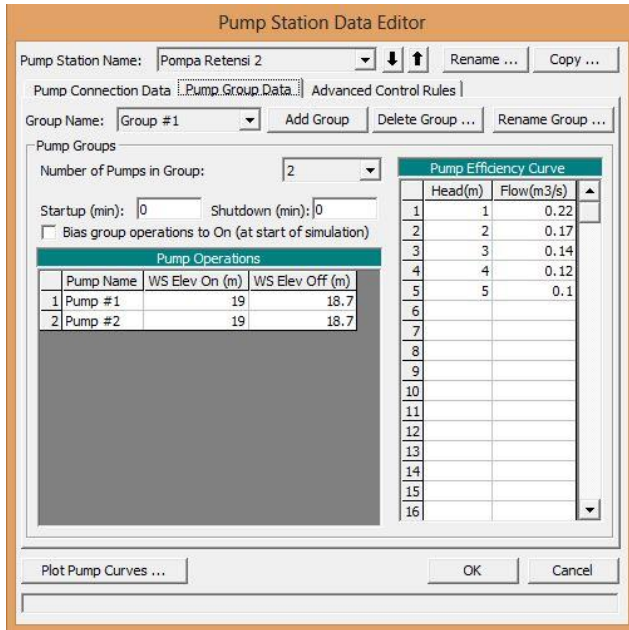 Pump Station Data Editor
Pump Station Name: Pompa Retensi 2 Rename ... Copy ...
Pump Connection Data Pump Group Data Advanced Control Rules
Group Name: Group #1 Add Group Delete Group ... Rename Group ...
Pump Groups
Number of Pumps in Group: 2
Startup (min): 0 Shutdown (min): 0
Bias group operations to On (at start of simulation)
Pump Operations
Pump Name WS Elev On (m) WS Elev Off (m)
1 Pump #1 19 18.7
2 Pump #2 19 18.7
Pump Efficiency Curve
Head(m) Flow(m3/s)
1 1 0.22
2 2 0.17
3 3 0.14
4 4 0.12
5 5 0.1
6
7
8
9
10
11
12
13
14
15
16
Plot Pump Curves ... OK Cancel